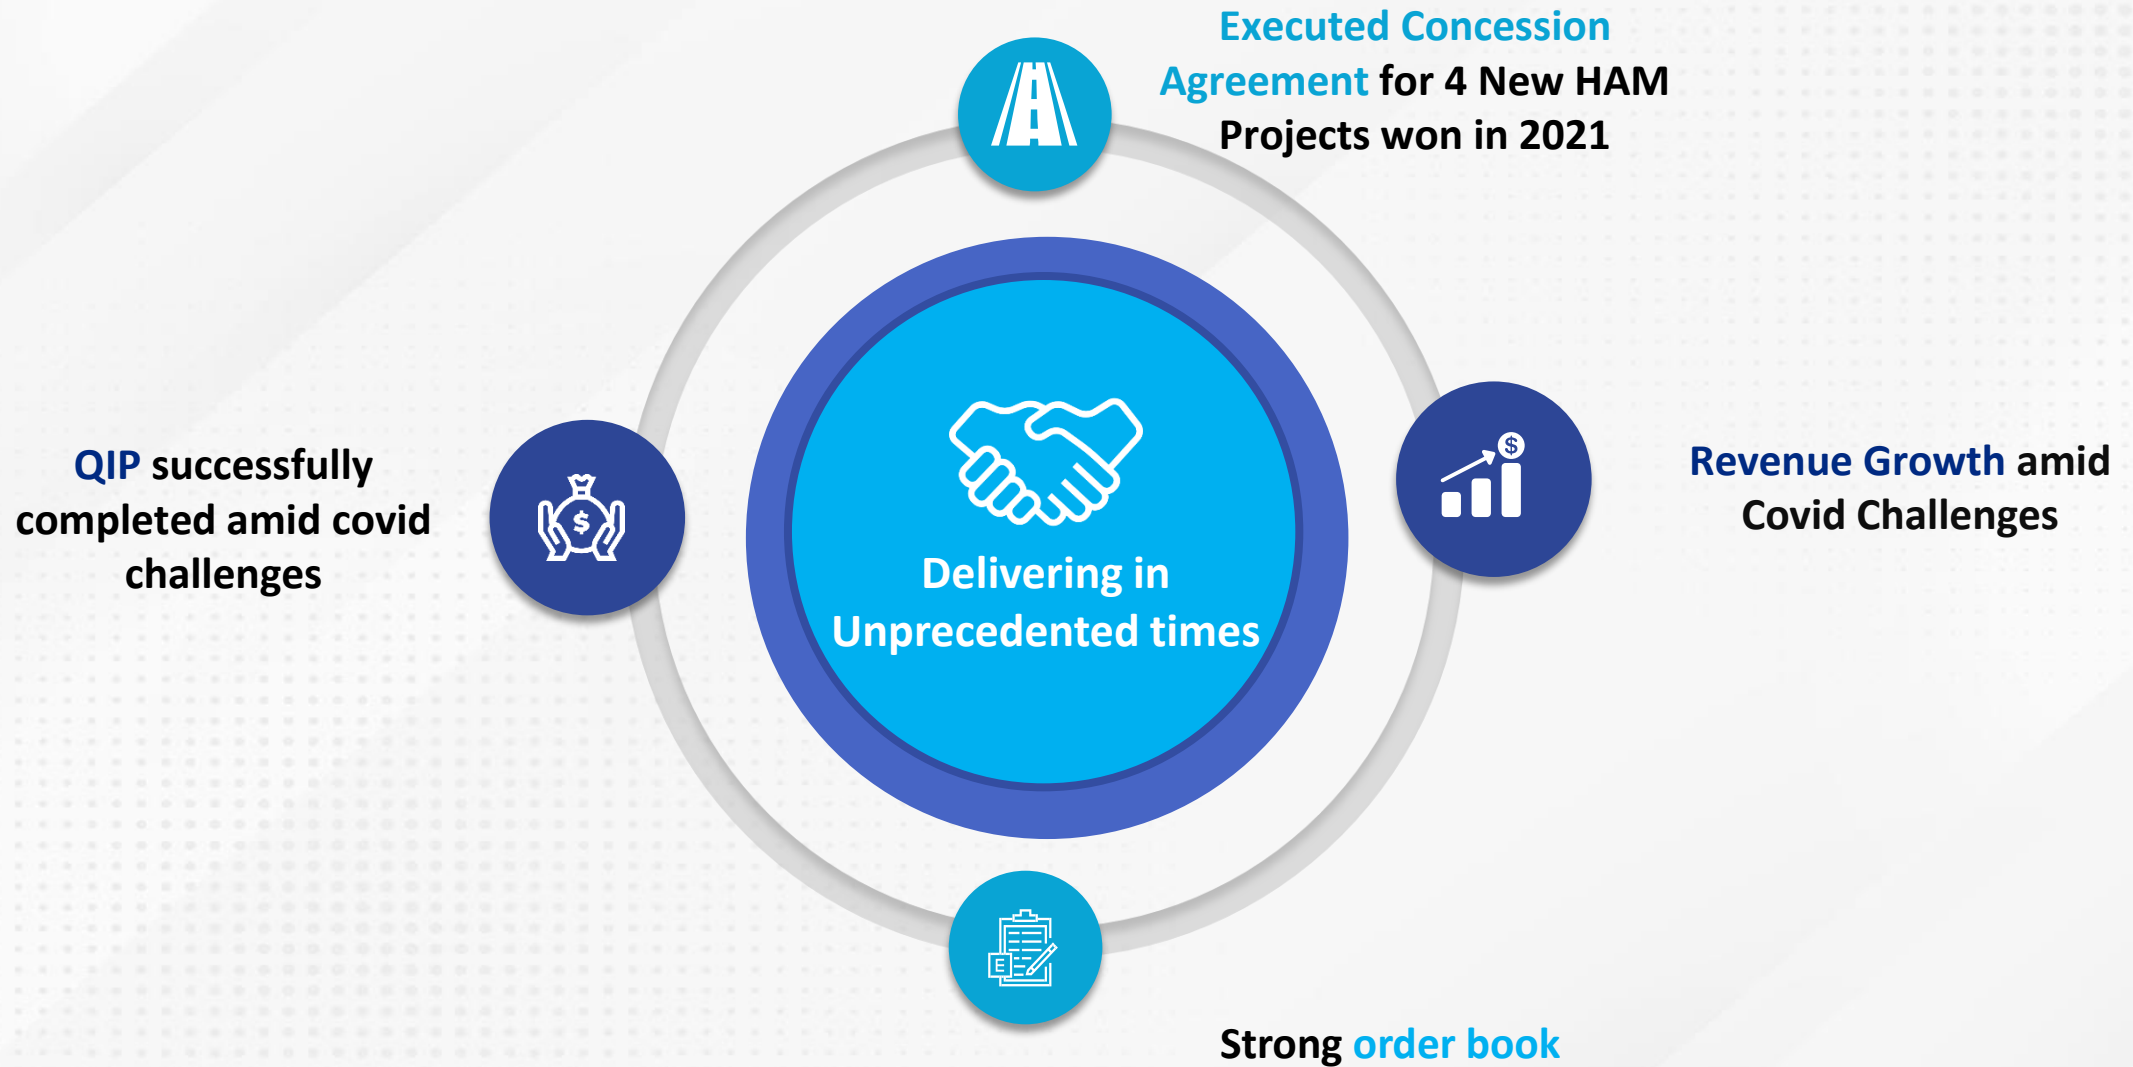 Executed Concession
Agreement for 4 New HAM
Projects won in 2021
QIP successfully
completed amid covid
challenges
$
Delivering in
Unprecedented times
$
Revenue Growth amid
Covid Challenges
E
Strong order book